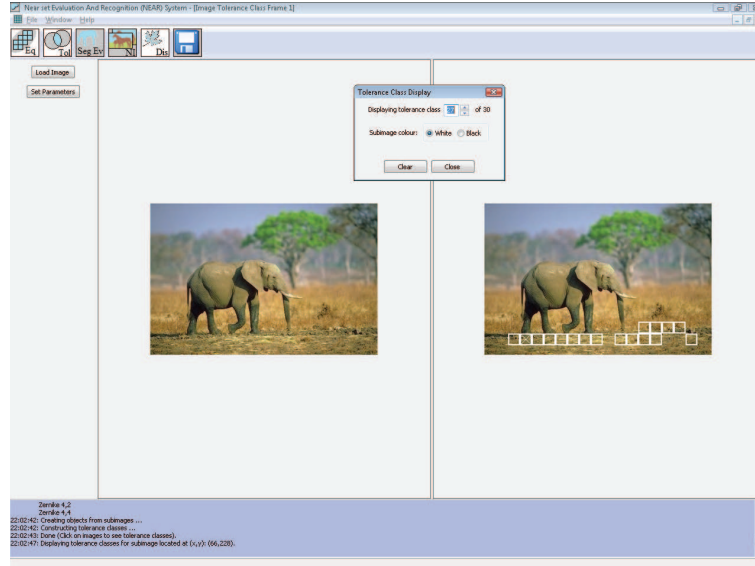 Near set Evaluation And Recognition (NEAR) System - [Image Tolerance Class Frame 1]
File Window Help
Eq Tol Seg Ev NI Dis
Load Image
Set Parameters
Tolerance Class Display
Displaying tolerance class of 30
Subimage colour: White Black
Clear Close
Zernike 4,2
Zernike 4,4
22:02:42: Creating objects from subimages ...
22:02:42: Constructing tolerance classes ...
22:02:43: Done (Click on images to see tolerance classes).
22:02:47: Displaying tolerance classes for subimage located at (x,y): (66,228).